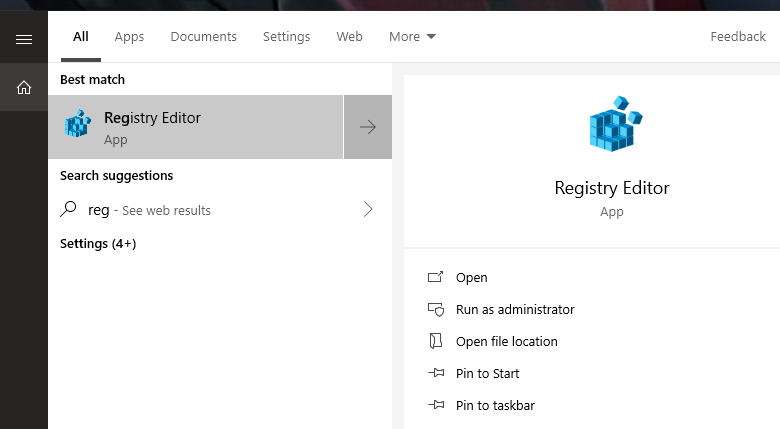 All Apps Documents Settings Web More Feedback
Best match
Registry Editor
App
Search suggestions
reg - See web results
Settings (4+)
Registry Editor
App
Open
Run as administrator
Open file location
Pin to Start
Pin to taskbar